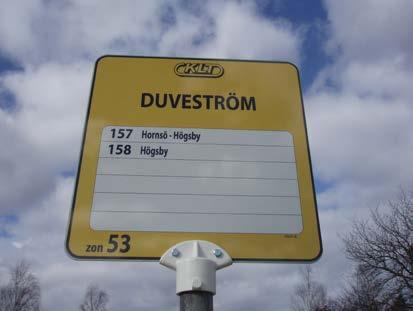 KLT
DUVESTRÖM
157 Hornsö - Högsby
158 Högsby
zon 53